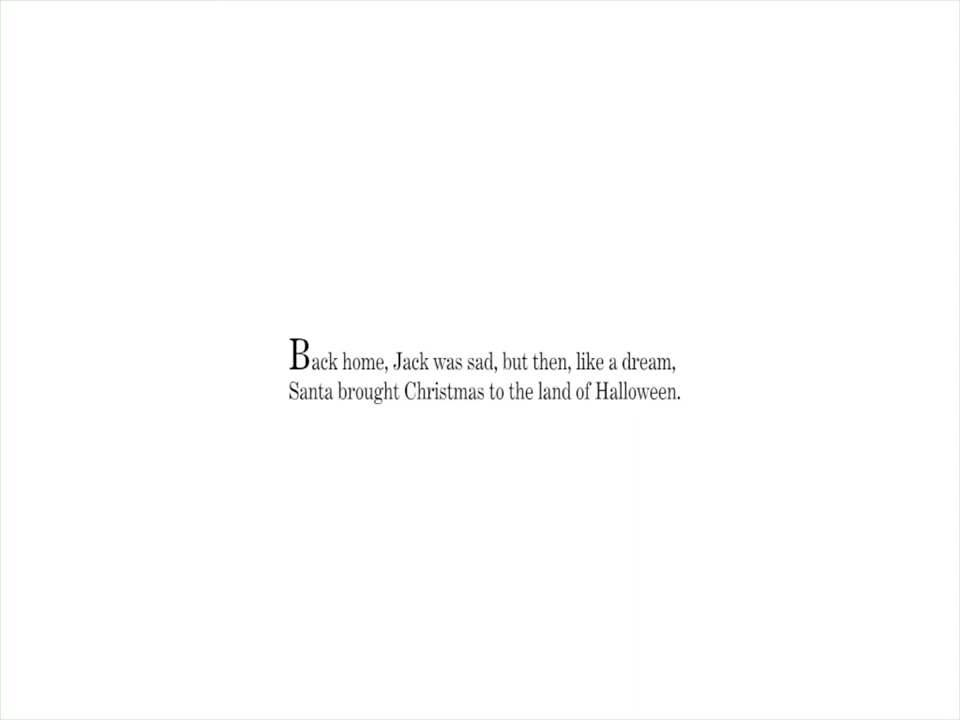 Back home, Jack was sad, but then, like a dream,
Santa brought Christmas to the land of Halloween.